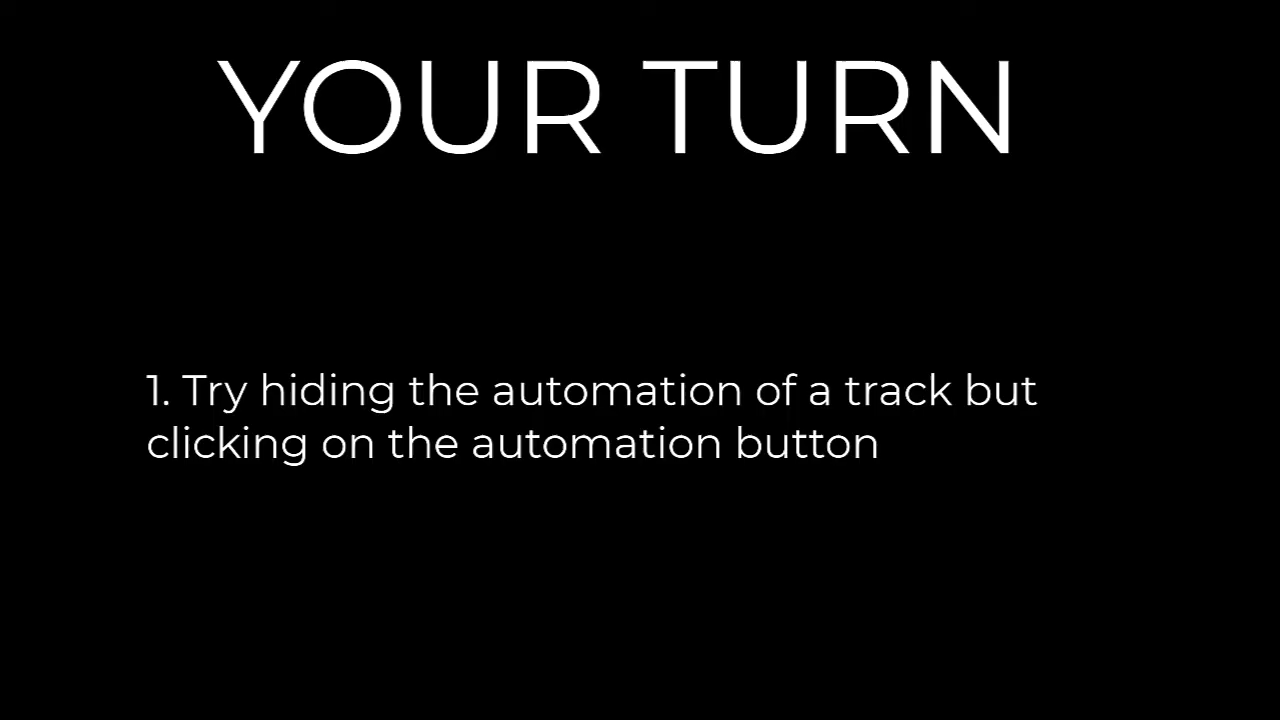 YOUR TURN
1. Try hiding the automation of a track but
clicking on the automation button